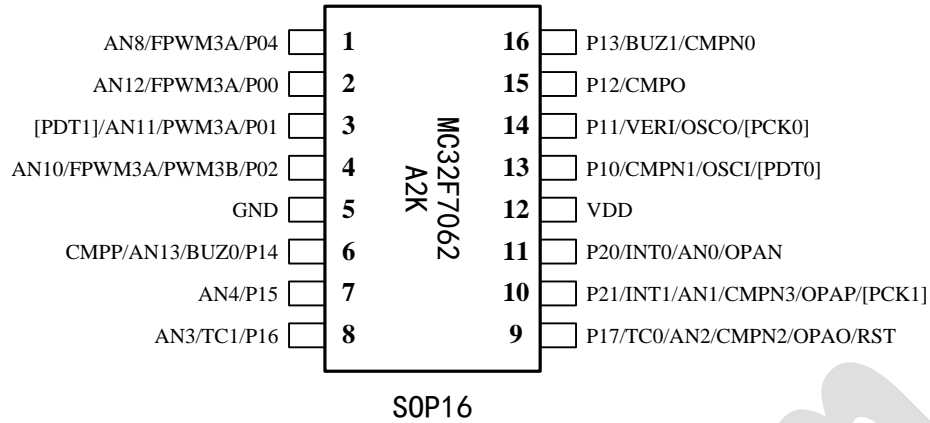 AN8/FPWM3A/P04 1 16 P13/BUZ1/CMPN0
AN12/FPWM3A/P00 2 15 P12/CMPO
[PDT1]/AN11/PWM3A/P01 3 14 P11/VERI/OSCO/[PCK0]
AN10/FPWM3A/PWM3B/P02 4 13 P10/CMPN1/OSCI/[PDT0]
GND 5 12 VDD
CMPP/AN13/BUZ0/P14 6 11 P20/INT0/AN0/OPAN
AN4/P15 7 10 P21/INT1/AN1/CMPN3/OPAP/[PCK1]
AN3/TC1/P16 8 9 P17/TC0/AN2/CMPN2/OPAO/RST
MC32F7062
A2K
SOP16